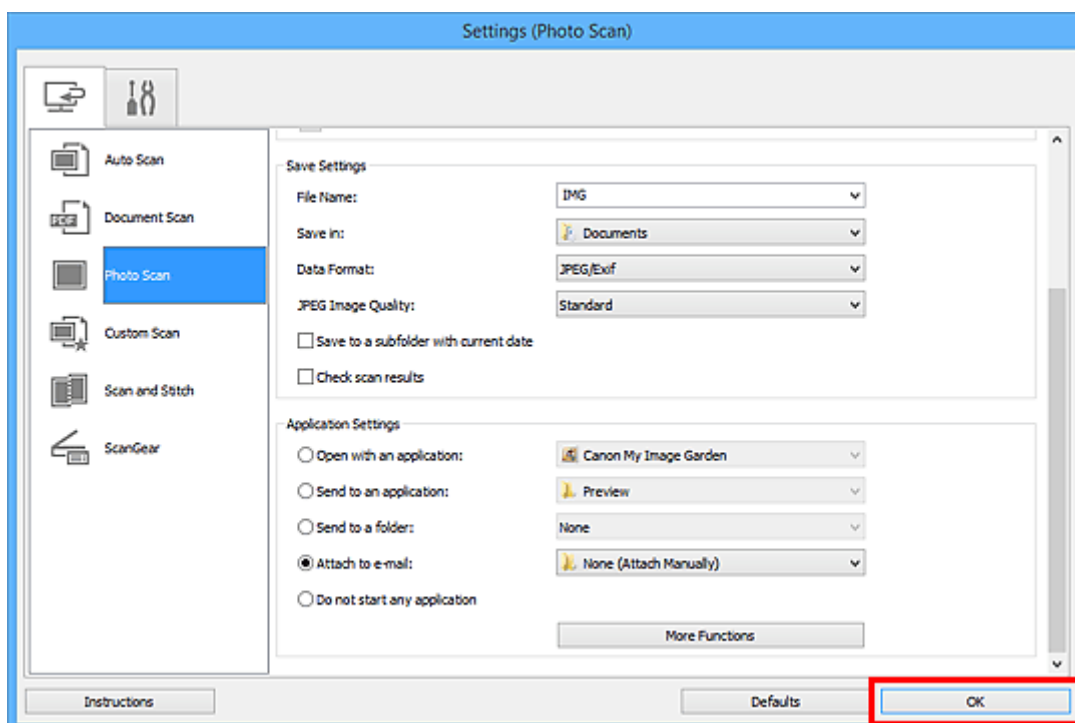 Settings (Photo Scan)
Auto Scan
Document Scan
Photo Scan
Custom Scan
Scan and Stitch
ScanGear
Save Settings
File Name: IMG
Save in: Documents
Data Format: JPEG/Exif
JPEG Image Quality: Standard
Save to a subfolder with current date
Check scan results
Application Settings
Open with an application: Canon My Image Garden
Send to an application: Preview
Send to a folder: None
Attach to e-mail: None (Attach Manually)
Do not start any application
More Functions
Instructions Defaults OK